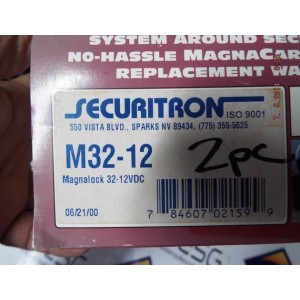 SYSTEM AROUND SEC
NO-HASSLE MAGNACAR
REPLACEMENT WA
SECURITRON
ISO 9001
550 VISTA BLVD., SPARKS NV 89434, (775) 355-5625
M32-12
2pc
Magnalock 32-12VDC
06/21/00
7 84607 02159 9